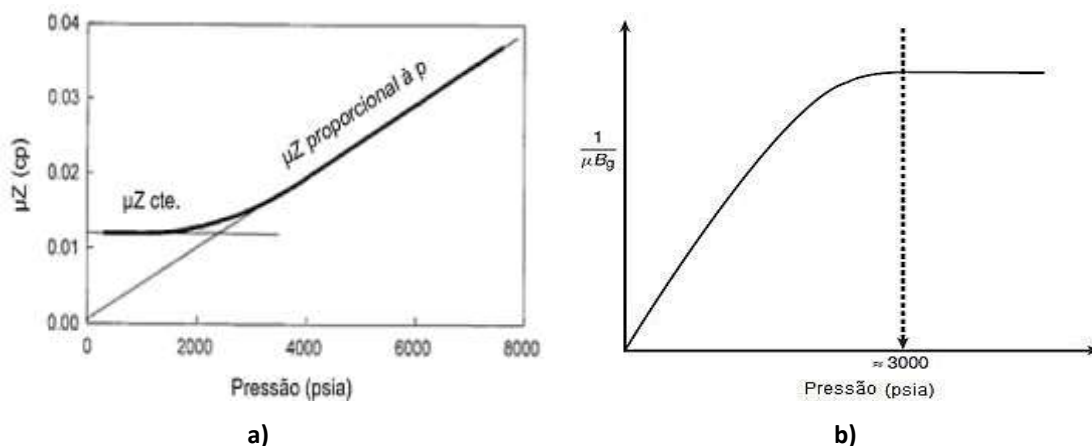 0.04
0.03
0.02
0.01
0.00
μZ (cp)
μZ cte.
μZ proporcional à p
0
2000
4000
6000
8000
Pressão (psia)
a)
1
μBg
≈ 3000
Pressão (psia)
b)